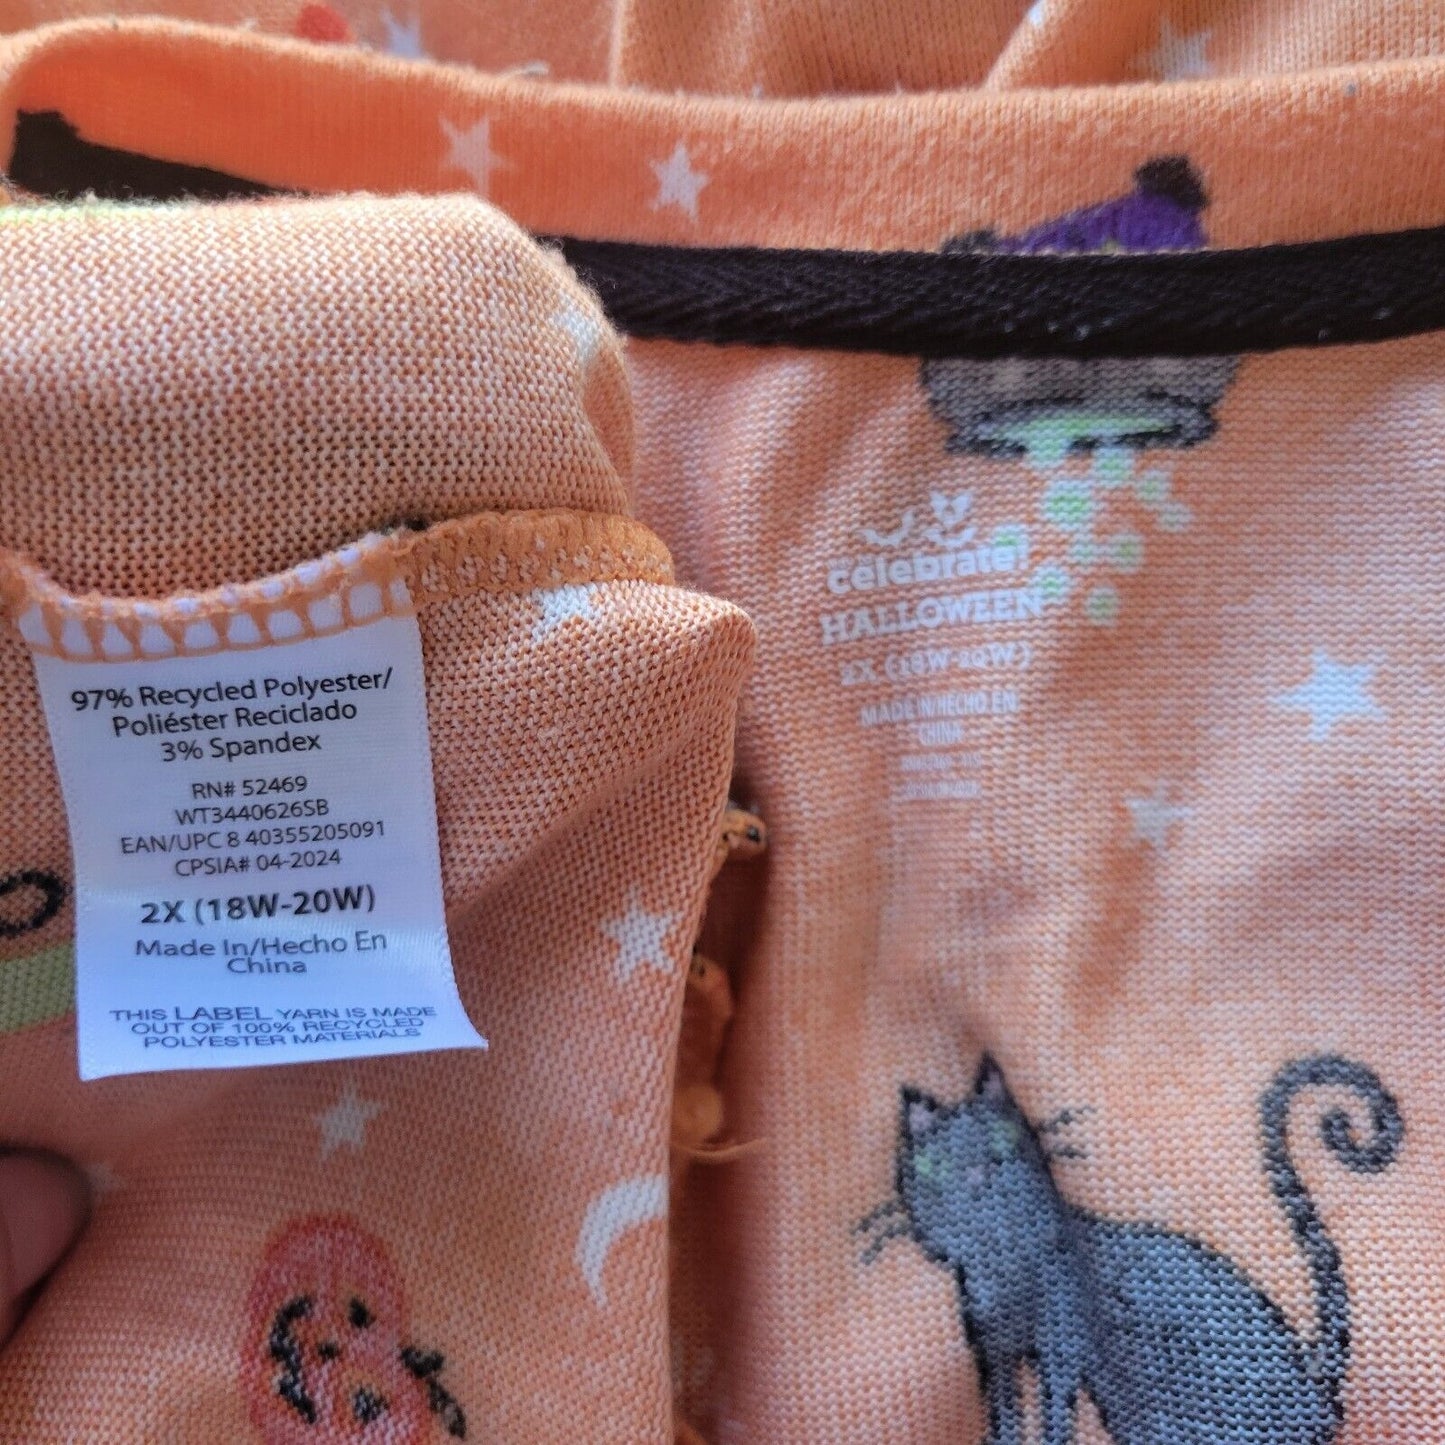 97% Recycled Polyester/
Poliéster Reciclado
3% Spandex
RN# 52469
WT3440626SB
EAN/UPC 8 40355205091
CPSIA# 04-2024
2X (18W-20W)
Made In/Hecho En
China
THIS LABEL YARN IS MADE
OUT OF 100% RECYCLED
POLYESTER MATERIALS
celebrate!
HALLOWEEN
2X (18W-20W)
MADE IN/HECHO EN
CHINA